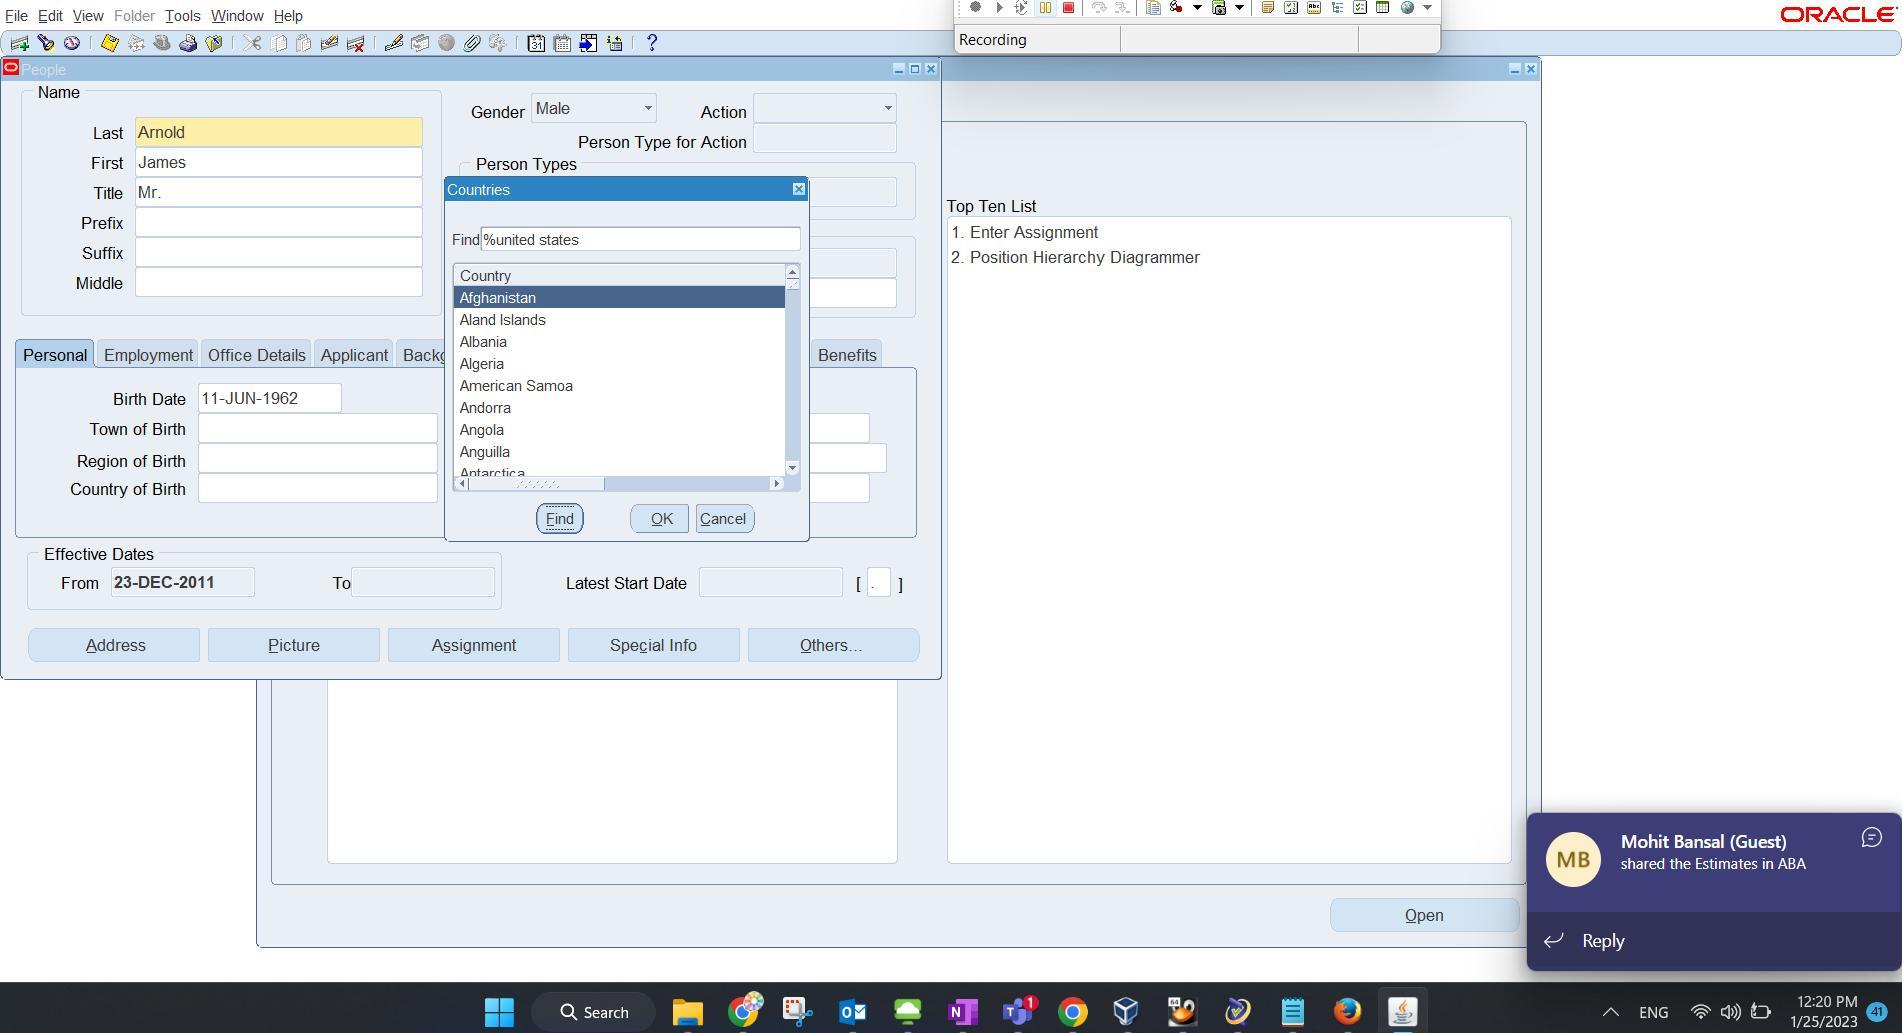 File Edit View Folder Tools Window Help
ORACLE
Recording
People
Name
Last Arnold
First James
Title Mr.
Prefix
Suffix
Middle
Gender Male
Action
Person Type for Action
Person Types
Countries
Find %united states
Country
Afghanistan
Aland Islands
Albania
Algeria
American Samoa
Andorra
Angola
Anguilla
Antarctica
Find OK Cancel
Top Ten List
1. Enter Assignment
2. Position Hierarchy Diagrammer
Personal Employment Office Details Applicant Backg Benefits
Birth Date 11-JUN-1962
Town of Birth
Region of Birth
Country of Birth
Effective Dates
From 23-DEC-2011 To
Latest Start Date [ . ]
Address Picture Assignment Special Info Others...
Open
MB
Mohit Bansal (Guest)
shared the Estimates in ABA
Reply
Search
1
ENG
12:20 PM
1/25/2023
41